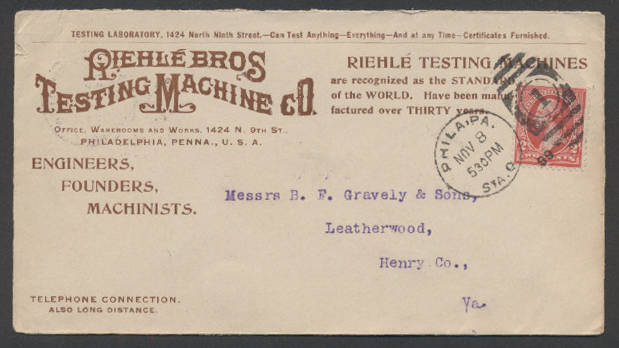 TESTING LABORATORY, 1424 North Ninth Street.—Can Test Anything—Everything—And at any Time—Certificates Furnished.
RIEHLÉ BROS
TESTING MACHINE CO.
OFFICE, WAREROOMS AND WORKS, 1424 N. 9TH ST.,
PHILADELPHIA, PENNA., U. S. A.
ENGINEERS,
FOUNDERS,
MACHINISTS.
RIEHLÉ TESTING MACHINES
are recognized as the STANDARD
of the WORLD. Have been manu-
factured over THIRTY years.
PHILA, PA.
NOV 8
530PM
STA. O
Messrs B. F. Gravely & Sons,
Leatherwood,
Henry Co.,
Va.
TELEPHONE CONNECTION.
ALSO LONG DISTANCE.